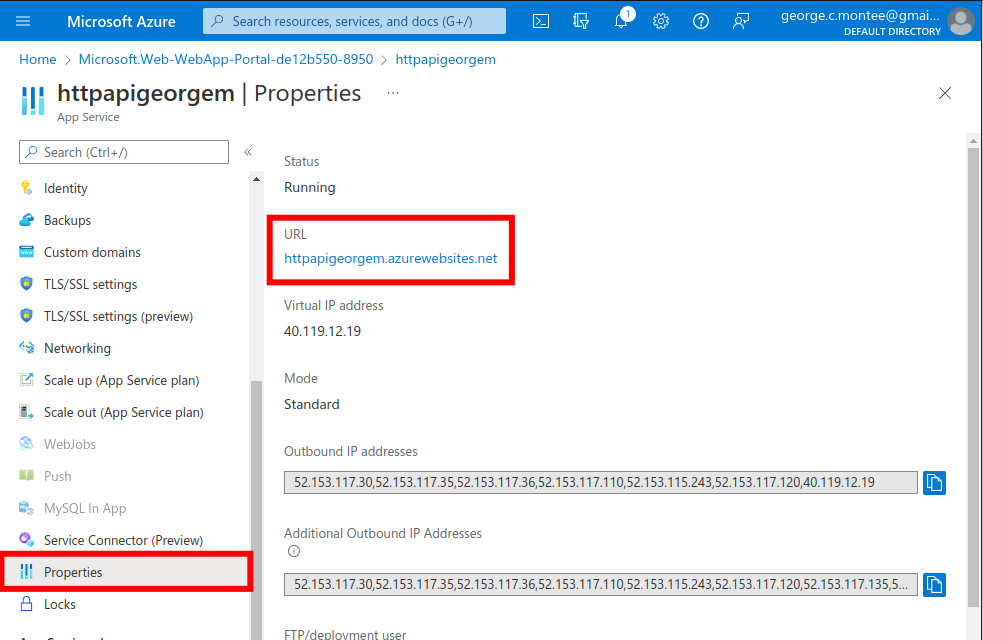 Microsoft Azure
Search resources, services, and docs (G+/)
1
george.c.montee@gmai...
DEFAULT DIRECTORY
Home > Microsoft.Web-WebApp-Portal-de12b550-8950 > httpapigeorgem
httpapigeorgem | Properties ...
App Service
Search (Ctrl+/)
«
Identity
Backups
Custom domains
TLS/SSL settings
TLS/SSL settings (preview)
Networking
Scale up (App Service plan)
Scale out (App Service plan)
WebJobs
Push
MySQL In App
Service Connector (Preview)
Properties
Locks
Status
Running
URL
httpapigeorgem.azurewebsites.net
Virtual IP address
40.119.12.19
Mode
Standard
Outbound IP addresses
52.153.117.30,52.153.117.35,52.153.117.36,52.153.117.110,52.153.115.243,52.153.117.120,40.119.12.19
Additional Outbound IP Addresses
52.153.117.30,52.153.117.35,52.153.117.36,52.153.117.110,52.153.115.243,52.153.117.120,52.153.117.135,5...
FTP/deployment user